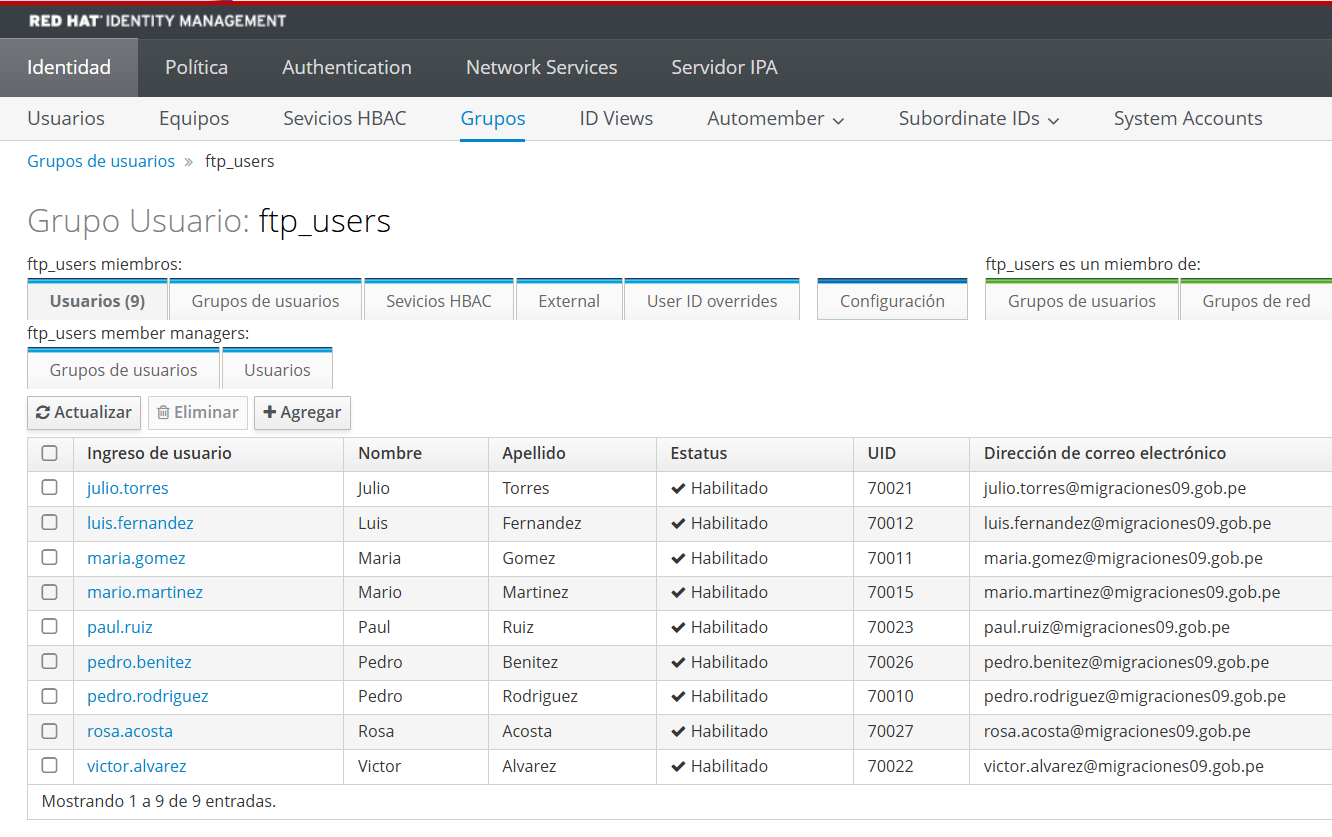 RED HAT® IDENTITY MANAGEMENT
Identidad Política Authentication Network Services Servidor IPA
Usuarios Equipos Sevicios HBAC Grupos ID Views Automember Subordinate IDs System Accounts
Grupos de usuarios » ftp_users
Grupo Usuario: ftp_users
ftp_users miembros: ftp_users es un miembro de:
Usuarios (9) Grupos de usuarios Sevicios HBAC External User ID overrides Configuración Grupos de usuarios Grupos de red
ftp_users member managers:
Grupos de usuarios Usuarios
Actualizar Eliminar Agregar
Ingreso de usuario Nombre Apellido Estatus UID Dirección de correo electrónico
julio.torres Julio Torres Habilitado 70021 julio.torres@migraciones09.gob.pe
luis.fernandez Luis Fernandez Habilitado 70012 luis.fernandez@migraciones09.gob.pe
maria.gomez Maria Gomez Habilitado 70011 maria.gomez@migraciones09.gob.pe
mario.martinez Mario Martinez Habilitado 70015 mario.martinez@migraciones09.gob.pe
paul.ruiz Paul Ruiz Habilitado 70023 paul.ruiz@migraciones09.gob.pe
pedro.benitez Pedro Benitez Habilitado 70026 pedro.benitez@migraciones09.gob.pe
pedro.rodriguez Pedro Rodriguez Habilitado 70010 pedro.rodriguez@migraciones09.gob.pe
rosa.acosta Rosa Acosta Habilitado 70027 rosa.acosta@migraciones09.gob.pe
victor.alvarez Victor Alvarez Habilitado 70022 victor.alvarez@migraciones09.gob.pe
Mostrando 1 a 9 de 9 entradas.